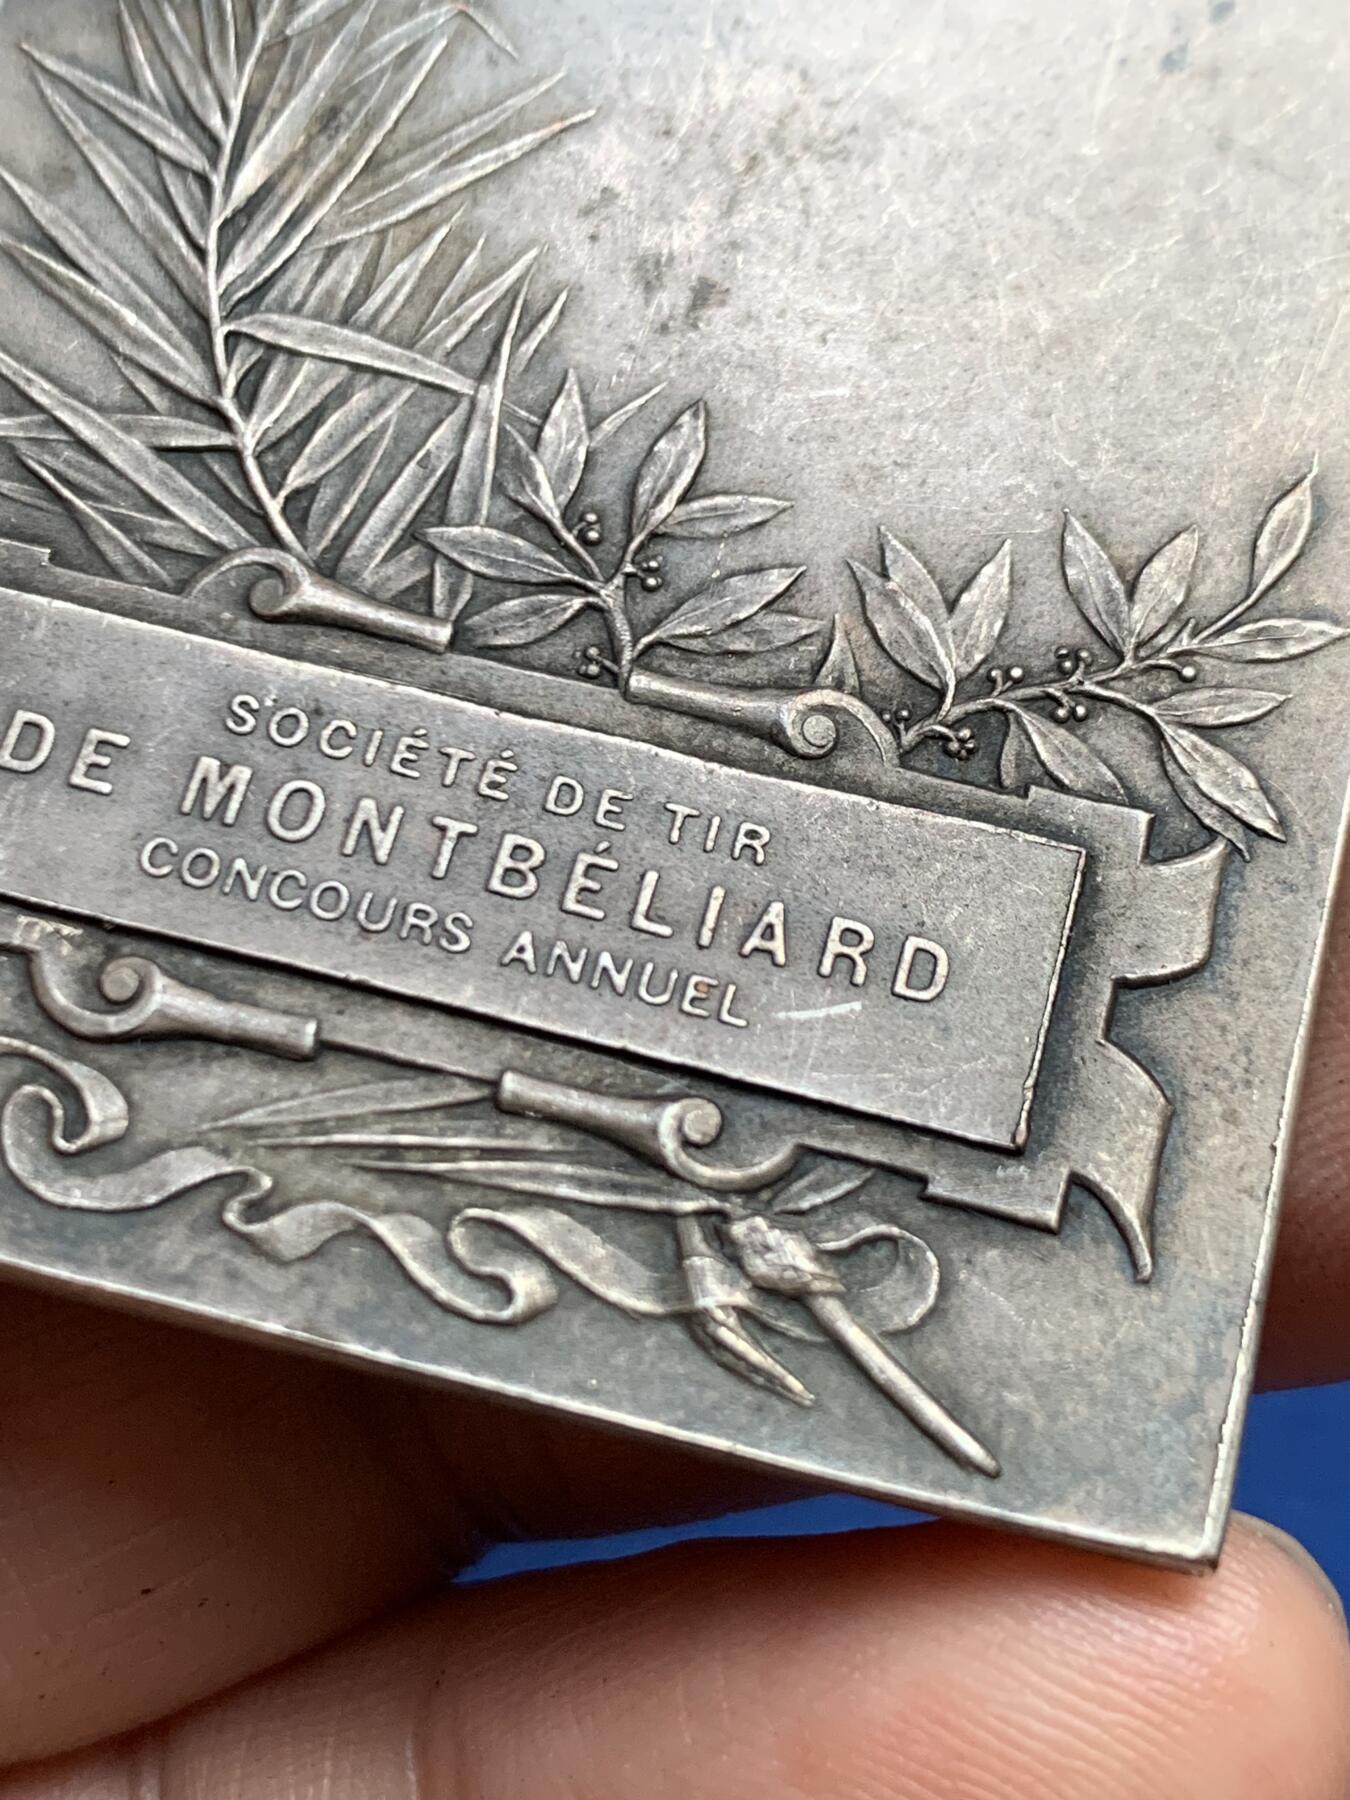 SOCIÉTÉ DE TIR
DE MONTBÉLIARD
CONCOURS ANNUEL